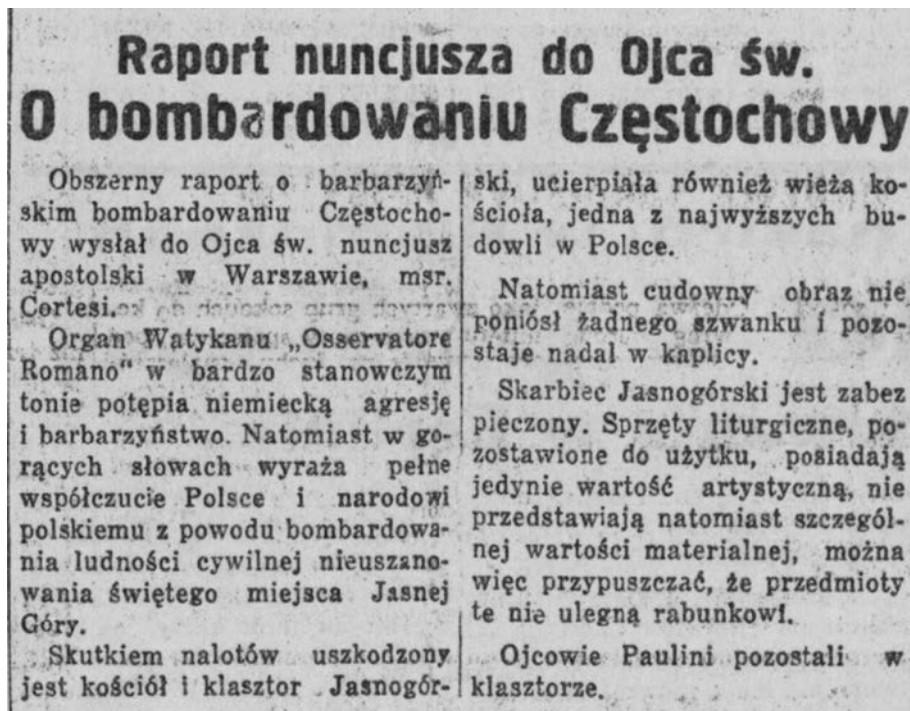 Raport nuncjusza do Ojca św.
O bombardowaniu Częstochowy
Obszerny raport o barbarzyń-
skim bombardowaniu Częstocho-
wy wysłał do Ojca św. nuncjusz
apostolski w Warszawie, msr.
Cortesi.
Organ Watykanu „Osservatore
Romano" w bardzo stanowczym
tonie potępia niemiecką agresję
i barbarzyństwo. Natomiast w go-
rących słowach wyraża pełne
współczucie Polsce i narodowi
polskiemu z powodu bombardowa-
nia ludności cywilnej nieuszano-
wania świętego miejsca Jasnej
Góry.
Skutkiem nalotów uszkodzony
jest kościół i klasztor Jasnogór-
ski, ucierpiała również wieża ko-
ścioła, jedna z najwyższych bu-
dowli w Polsce.
Natomiast cudowny obraz nie
poniósł żadnego szwanku i pozo-
staje nadal w kaplicy.
Skarbiec Jasnogórski jest zabez
pieczony. Sprzęty liturgiczne, po-
zostawione do użytku, posiadają
jedynie wartość artystyczną, nie
przedstawiają natomiast szczegól-
nej wartości materialnej, można
więc przypuszczać, że przedmioty
te nie ulegną rabunkowi.
Ojcowie Paulini pozostali w
klasztorze.